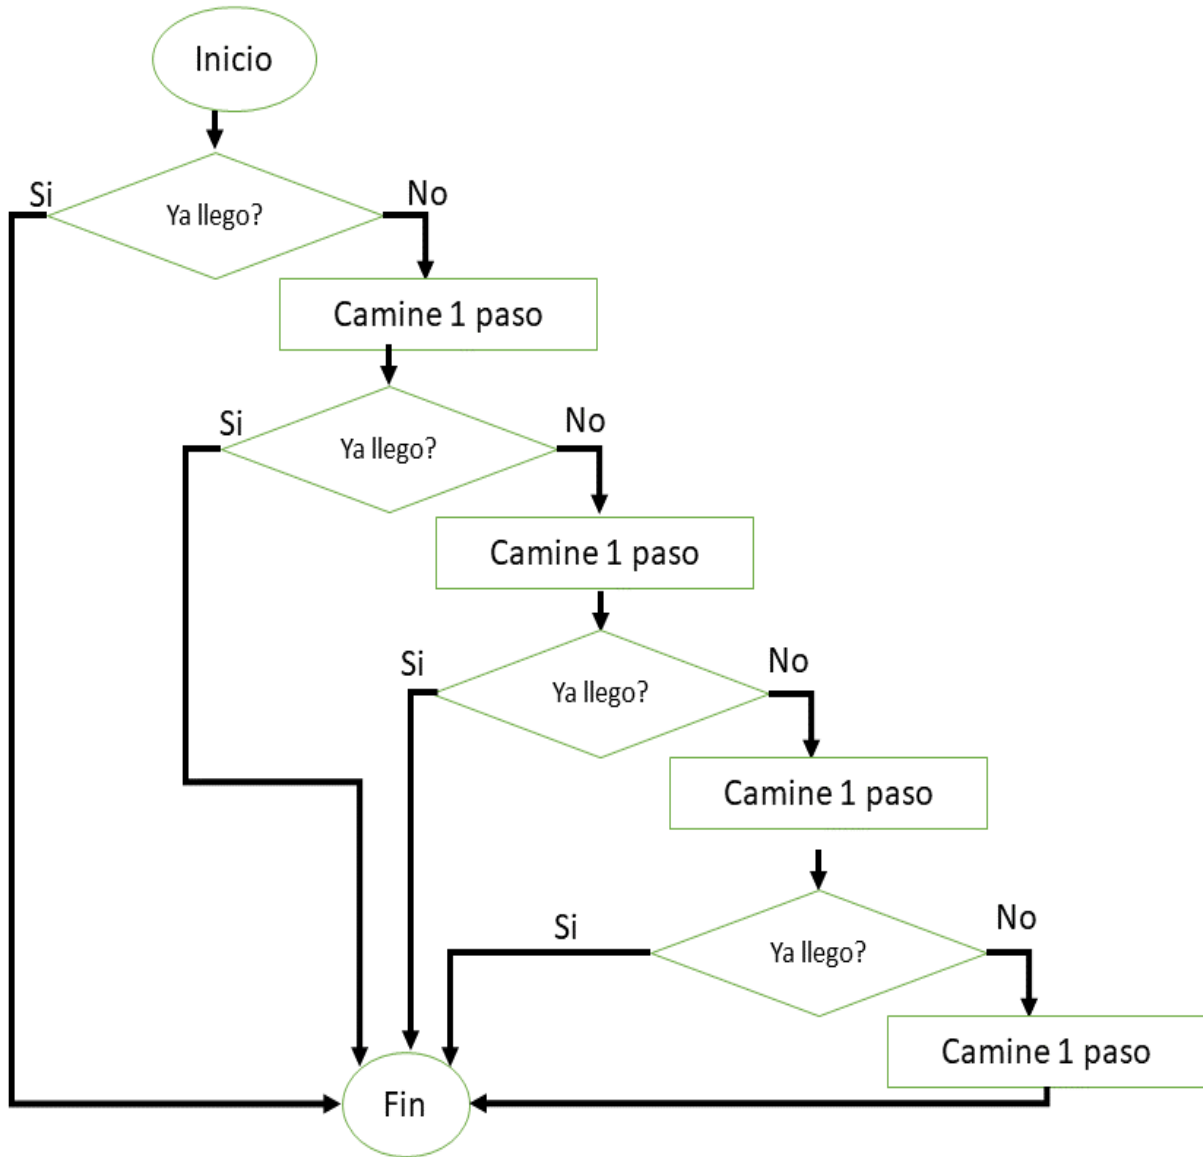 Inicio
Si
No
Ya llego?
Camine 1 paso
Si
No
Ya llego?
Camine 1 paso
Si
No
Ya llego?
Camine 1 paso
Si
No
Ya llego?
Camine 1 paso
Fin